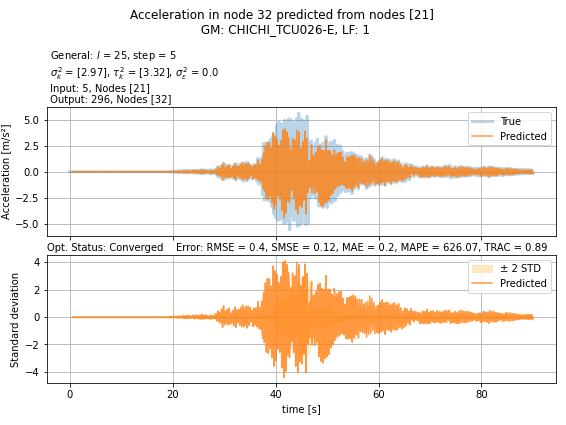 Acceleration in node 32 predicted from nodes [21]
GM: CHICHI_TCU026-E, LF: 1
General: l = 25, step = 5
σ²ₖ = [2.97], τ²ₖ = [3.32], σ²ε = 0.0
Input: 5, Nodes [21]
Output: 296, Nodes [32]
True
Predicted
5.0
2.5
0.0
−2.5
−5.0
Acceleration [m/s²]
Opt. Status: Converged Error: RMSE = 0.4, SMSE = 0.12, MAE = 0.2, MAPE = 626.07, TRAC = 0.89
± 2 STD
Predicted
4
2
0
−2
−4
Standard deviation
0 20 40 60 80
time [s]